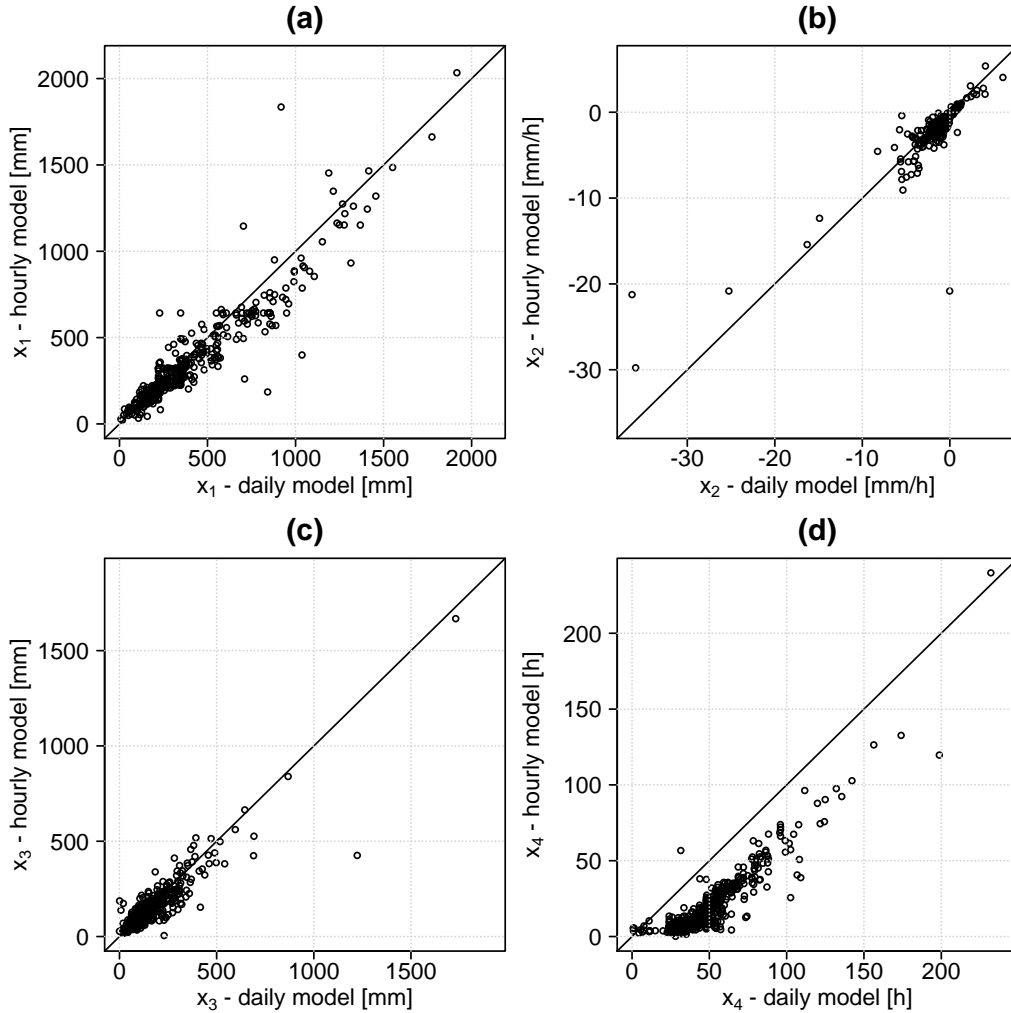 (a)
2000
1500
1000
500
0
0 500 1000 1500 2000
x₁ - hourly model [mm]
x₁ - daily model [mm]
(b)
0
-10
-20
-30
-30 -20 -10 0
x₂ - hourly model [mm/h]
x₂ - daily model [mm/h]
(c)
1500
1000
500
0
0 500 1000 1500
x₃ - hourly model [mm]
x₃ - daily model [mm]
(d)
200
150
100
50
0
0 50 100 150 200
x₄ - hourly model [h]
x₄ - daily model [h]